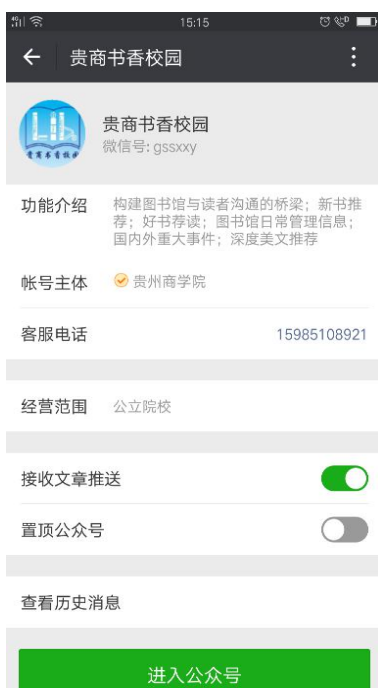 15:15
贵商书香校园
贵商书香校园
微信号: gssxxy
功能介绍 构建图书馆与读者沟通的桥梁；新书推
荐；好书荐读；图书馆日常管理信息；
国内外重大事件；深度美文推荐
帐号主体 贵州商学院
客服电话 15985108921
经营范围 公立院校
接收文章推送
置顶公众号
查看历史消息
进入公众号